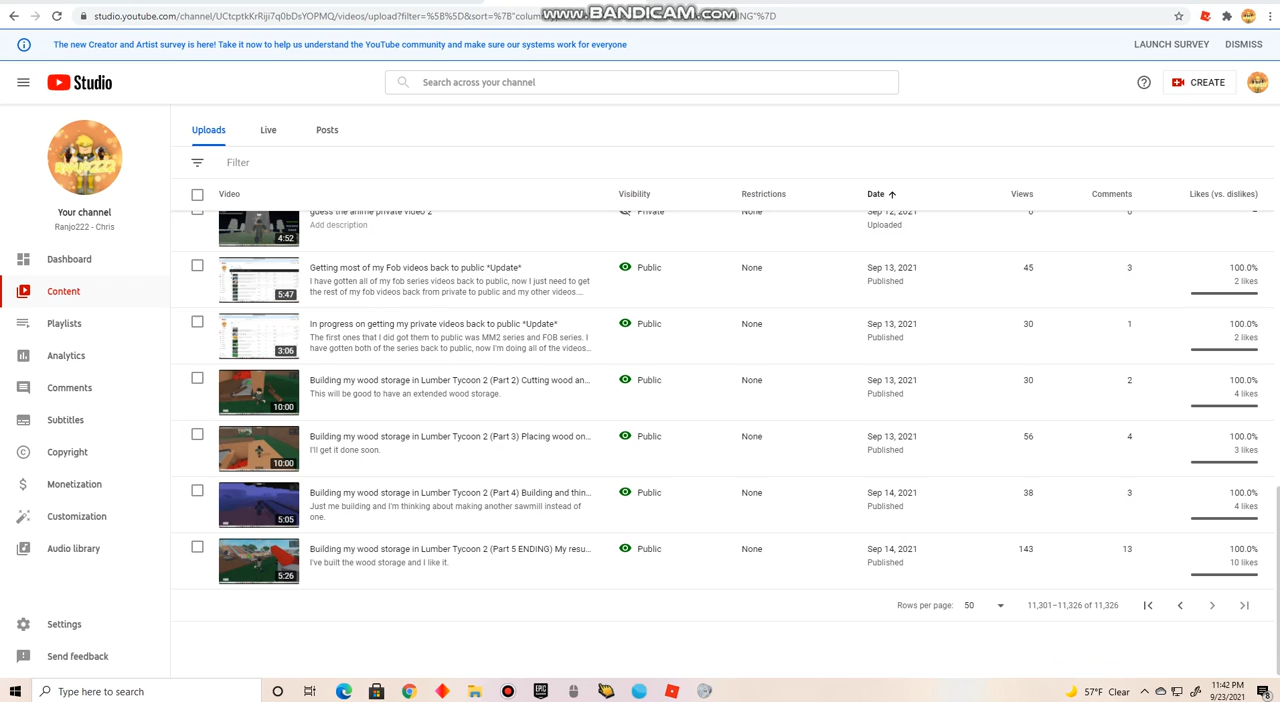 www.BANDICAM.com
studio.youtube.com/channel/UCtcptkKrRiji7q0bDsYOPMQ/videos/upload?filter=%5B%5D&sort=%7B"colum
NG"%7D
The new Creator and Artist survey is here! Take it now to help us understand the YouTube community and make sure our systems work for everyone
LAUNCH SURVEY
DISMISS
Studio
Search across your channel
CREATE
Your channel
Ranjo222 - Chris
Dashboard
Content
Playlists
Analytics
Comments
Subtitles
Copyright
Monetization
Customization
Audio library
Settings
Send feedback
Uploads Live Posts
Filter
Video Visibility Restrictions Date Views Comments Likes (vs. dislikes)
guess the anime private video 2 Private None Sep 12, 2021 0 0 –
4:52 Add description Uploaded
Getting most of my Fob videos back to public *Update* Public None Sep 13, 2021 45 3 100.0%
I have gotten all of my fob series videos back to public, now I just need to get Published 2 likes
5:47 the rest of my fob videos back from private to public and my other videos....
In progress on getting my private videos back to public *Update* Public None Sep 13, 2021 30 1 100.0%
The first ones that i did got them to public was MM2 series and FOB series. I Published 2 likes
3:06 have gotten both of the series back to public, now I'm doing all of the videos...
Building my wood storage in Lumber Tycoon 2 (Part 2) Cutting wood an... Public None Sep 13, 2021 30 2 100.0%
This will be good to have an extended wood storage. Published 4 likes
10:00
Building my wood storage in Lumber Tycoon 2 (Part 3) Placing wood on... Public None Sep 13, 2021 56 4 100.0%
I'll get it done soon. Published 3 likes
10:00
Building my wood storage in Lumber Tycoon 2 (Part 4) Building and thin... Public None Sep 14, 2021 38 3 100.0%
Just me building and I'm thinking about making another sawmill instead of Published 4 likes
5:05 one.
Building my wood storage in Lumber Tycoon 2 (Part 5 ENDING) My resu... Public None Sep 14, 2021 143 13 100.0%
I've built the wood storage and I like it. Published 10 likes
5:26
Rows per page: 50 11,301–11,326 of 11,326
Type here to search
EPIC
57°F Clear
11:42 PM
9/23/2021
8